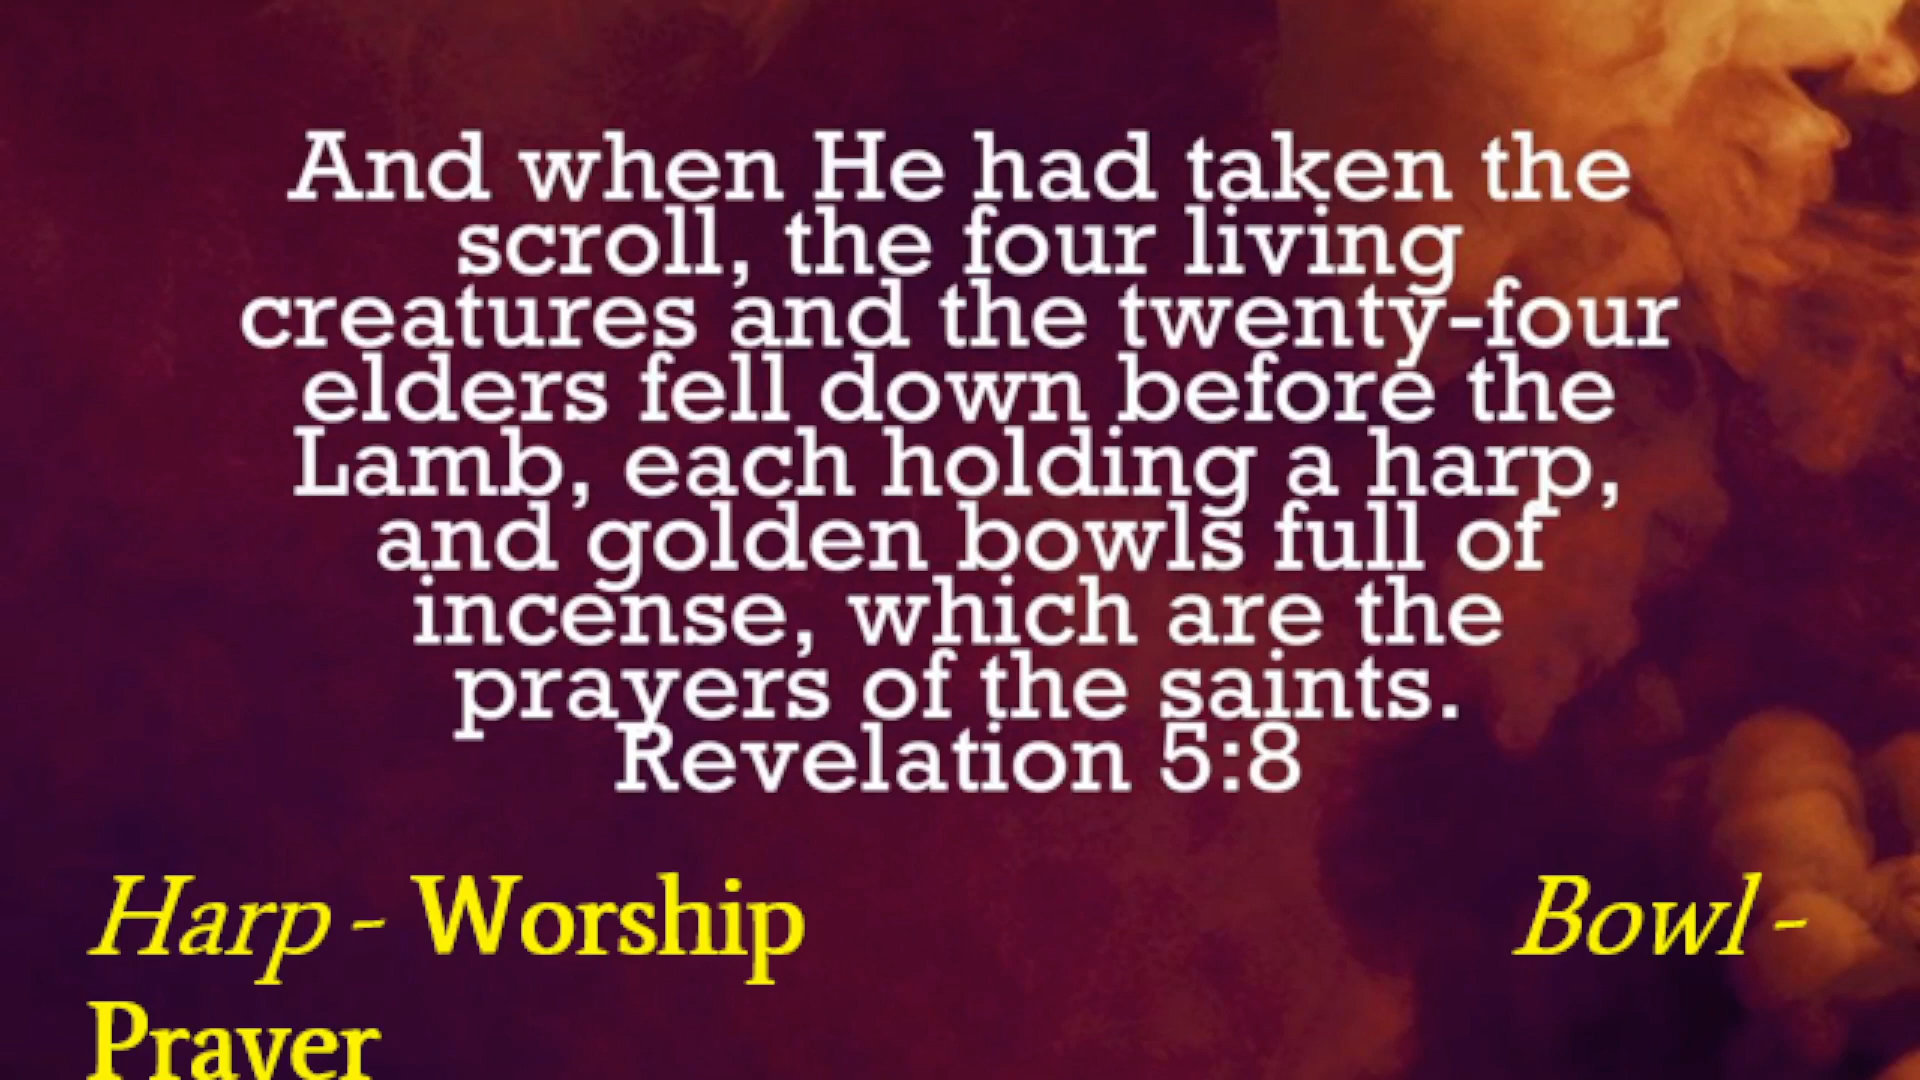 And when He had taken the
scroll, the four living
creatures and the twenty-four
elders fell down before the
Lamb, each holding a harp,
and golden bowls full of
incense, which are the
prayers of the saints.
Revelation 5:8
Harp - Worship Bowl -
Prayer